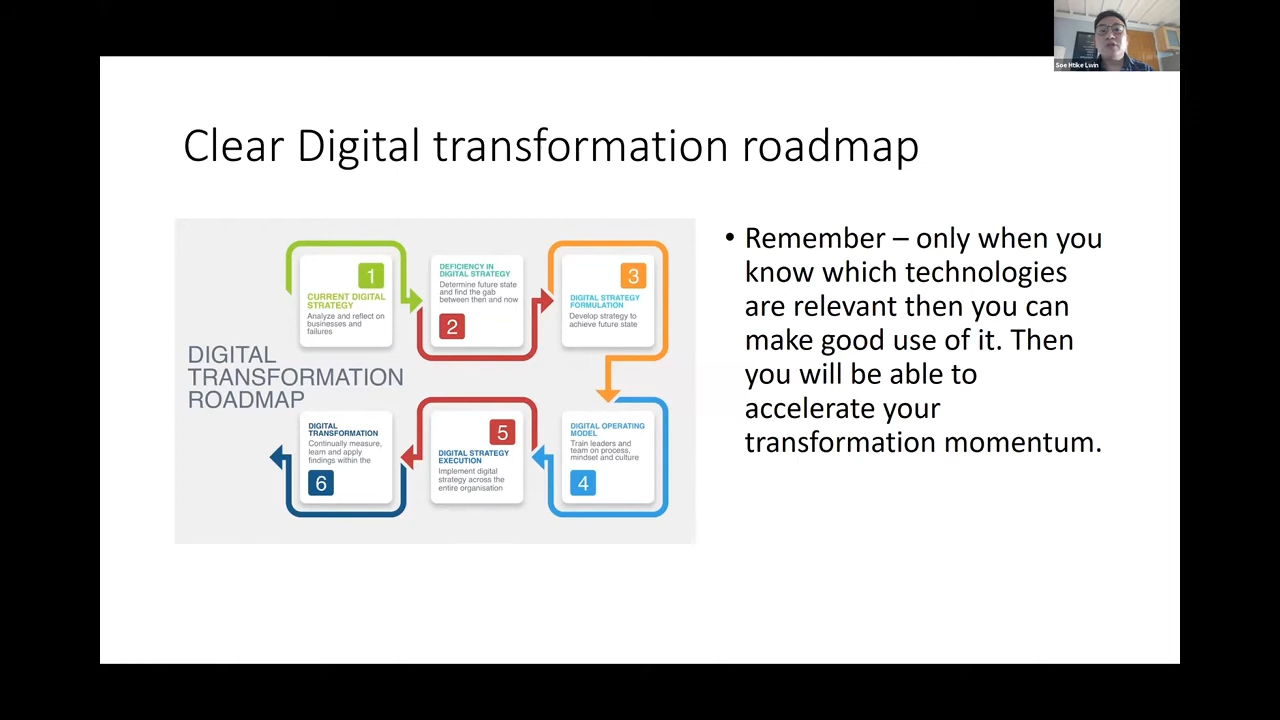 Soe Htike Lwin
Clear Digital transformation roadmap
DIGITAL
TRANSFORMATION
ROADMAP
1
CURRENT DIGITAL
STRATEGY
Analyze and reflect on
businesses and
failures
DEFICIENCY IN
DIGITAL STRATEGY
Determine future state
and find the gab
between then and now
2
3
DIGITAL STRATEGY
FORMULATION
Develop strategy to
achieve future state
DIGITAL OPERATING
MODEL
Train leaders and
team on process,
mindset and culture
4
5
DIGITAL STRATEGY
EXECUTION
Implement digital
strategy across the
entire organisation
DIGITAL
TRANSFORMATION
Continually measure,
learn and apply
findings within the
6
• Remember – only when you
know which technologies
are relevant then you can
make good use of it. Then
you will be able to
accelerate your
transformation momentum.